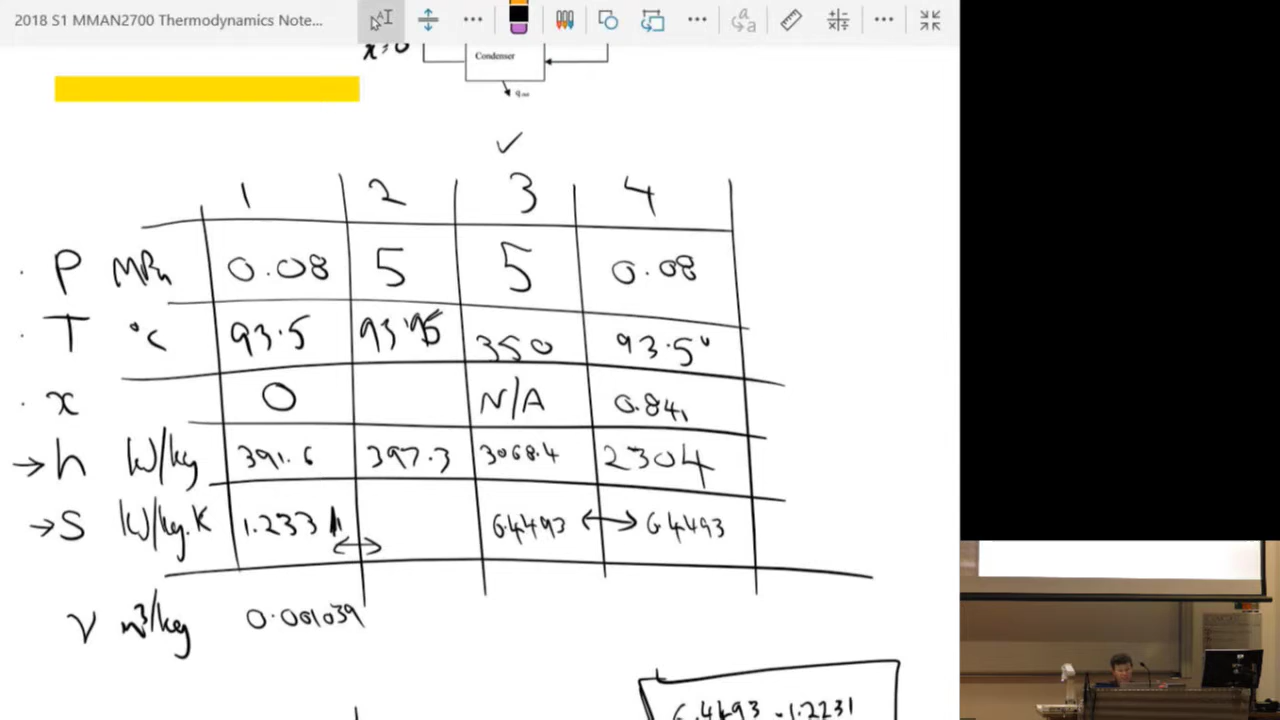 2018 S1 MMAN2700 Thermodynamics Note...
x=0
Condenser
1 2 3 4
P MPa 0.08 5 5 0.08
T °C 93.5 93.95 350 93.5°
x 0 N/A 0.841
→ h kJ/kg 391.6 397.3 3068.4 2304
→ S kJ/kg.K 1.233 6.4493 ↔ 6.4493
v m³/kg 0.001039
6.4493 - 1.2231